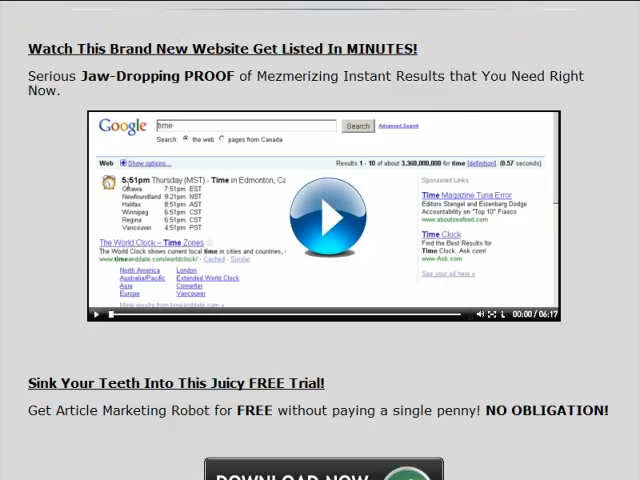 Watch This Brand New Website Get Listed In MINUTES!
Serious Jaw-Dropping PROOF of Mezmerizing Instant Results that You Need Right
Now.
Google time Search Advanced Search
Search: the web pages from Canada
Web Show options... Results 1 - 10 of about 3,360,000,000 for time [definition]. (0.57 seconds)
5:51pm Thursday (MST) - Time in Edmonton, Ca
Ottawa 7:51pm EST
Newfoundland 9:21pm NST
Halifax 8:51pm AST
Winnipeg 6:51pm CST
Regina 6:51pm CST
Vancouver 4:51pm PST
The World Clock – Time Zones
The World Clock shows current local time in cities and countries,
www.timeanddate.com/worldclock/ - Cached - Similar
North America London
Australia/Pacific Extended World Clock
Asia Converter
Europe Vancouver
More results from timeanddate.com »
Sponsored Links
Time Magazine Tuna Error
Editors Stengel and Eisenberg Dodge
Accountability on "Top 10" Fiasco
www.aboutseafood.com
Time Clock
Find the Best Results for
Time Clock. Ask com!
www.Ask.com
See your ad here »
00:00 / 06:17
Sink Your Teeth Into This Juicy FREE Trial!
Get Article Marketing Robot for FREE without paying a single penny! NO OBLIGATION!
DOWNLOAD NOW